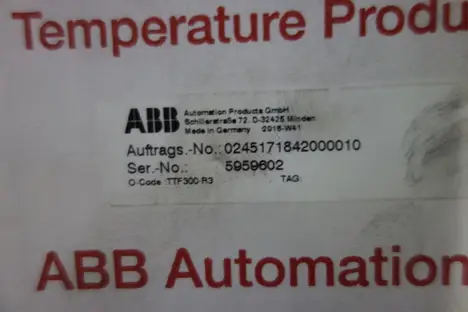 Temperature Produ
ABB Automation Products GmbH
Schillerstraße 72, D-32425 Minden
Made in Germany 2016-W41
Auftrags.-No.: 0245171842000010
Ser.-No.: 5959602
O-Code :TTF300-R3 TAG:
ABB Automation